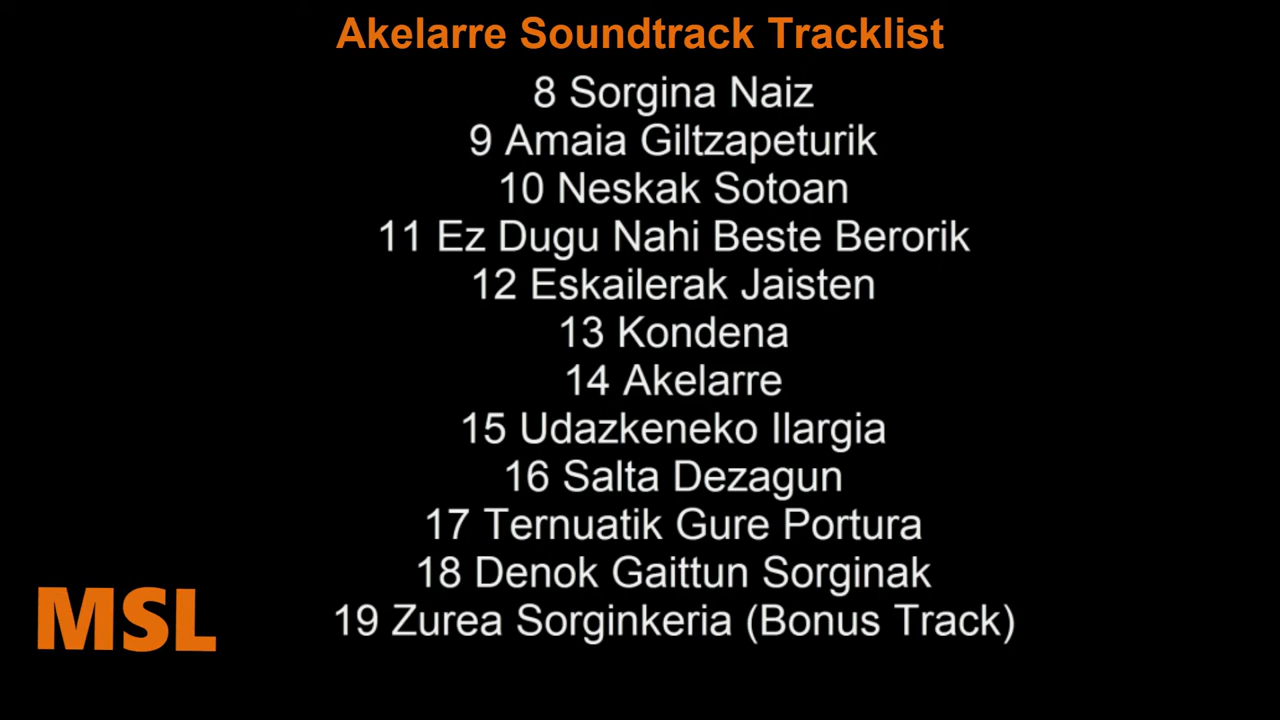 Akelarre Soundtrack Tracklist
8 Sorgina Naiz
9 Amaia Giltzapeturik
10 Neskak Sotoan
11 Ez Dugu Nahi Beste Berorik
12 Eskailerak Jaisten
13 Kondena
14 Akelarre
15 Udazkeneko Ilargia
16 Salta Dezagun
17 Ternuatik Gure Portura
18 Denok Gaittun Sorginak
19 Zurea Sorginkeria (Bonus Track)
MSL